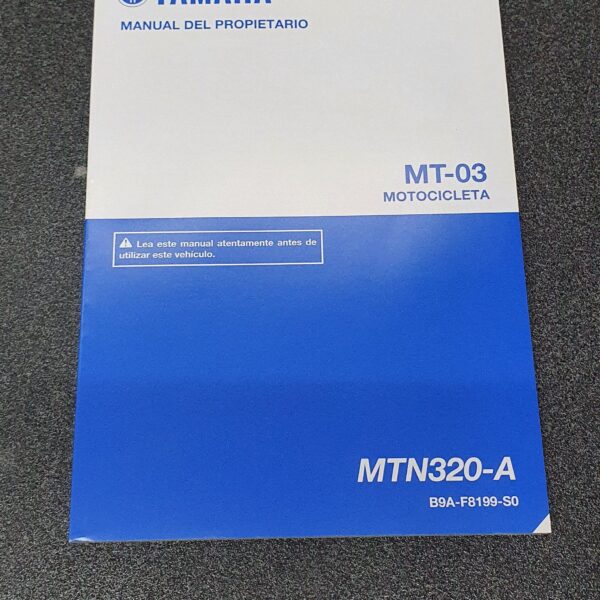 YAMAHA
MANUAL DEL PROPIETARIO
MT-03
MOTOCICLETA
Lea este manual atentamente antes de
utilizar este vehículo.
MTN320-A
B9A-F8199-S0